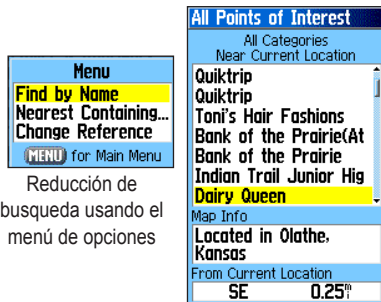 Menu
Find by Name
Nearest Containing...
Change Reference
MENU for Main Menu
Reducción de
busqueda usando el
menú de opciones
All Points of Interest
All Categories
Near Current Location
Quiktrip
Quiktrip
Toni's Hair Fashions
Bank of the Prairie(At
Bank of the Prairie
Indian Trail Junior Hig
Dairy Queen
Map Info
Located in Olathe,
Kansas
From Current Location
SE 0.25mi